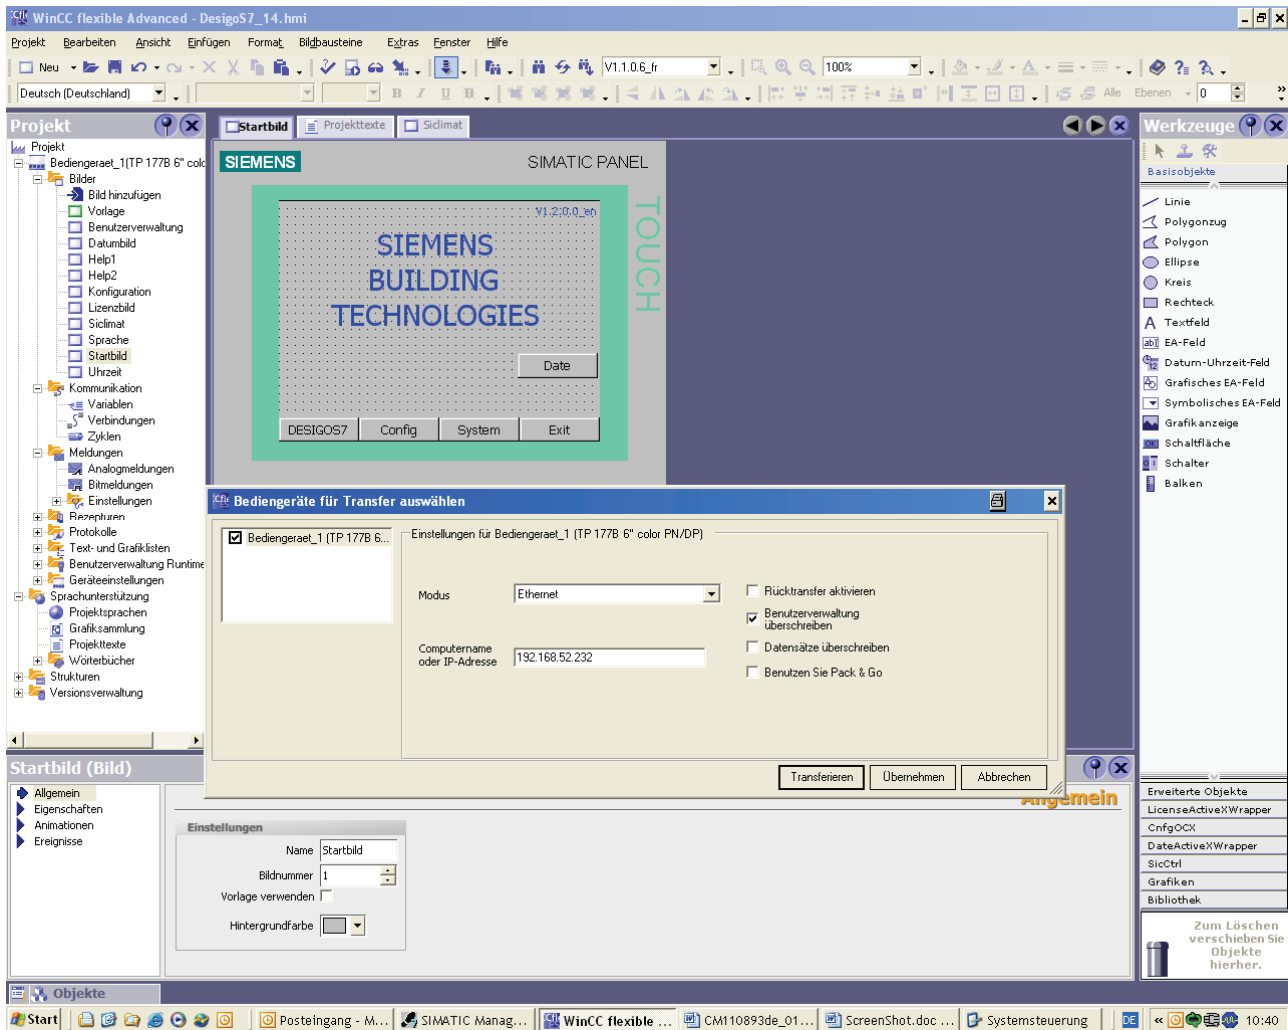 WinCC flexible Advanced - DesigoS7_14.hmi
Projekt Bearbeiten Ansicht Einfügen Format Bildbausteine Extras Fenster Hilfe
Neu V1.1.0.6_fr 100%
Deutsch (Deutschland) B I U Alle Ebenen 0
Projekt
Projekt
Bediengeraet_1(TP 177B 6" colo
Bilder
Bild hinzufügen
Vorlage
Benutzerverwaltung
Datumbild
Help1
Help2
Konfiguration
Lizenzbild
Siclimat
Sprache
Startbild
Uhrzeit
Kommunikation
Variablen
Verbindungen
Zyklen
Meldungen
Analogmeldungen
Bitmeldungen
Einstellungen
Rezepturen
Protokolle
Text- und Grafiklisten
Benutzerverwaltung Runtime
Geräteeinstellungen
Sprachunterstützung
Projektsprachen
Grafiksammlung
Projekttexte
Wörterbücher
Strukturen
Versionsverwaltung
Startbild Projekttexte Siclimat
SIEMENS SIMATIC PANEL
TOUCH
V1.2.0.0_en
SIEMENS
BUILDING
TECHNOLOGIES
Date
DESIGOS7 Config System Exit
Werkzeuge
Basisobjekte
Linie
Polygonzug
Polygon
Ellipse
Kreis
Rechteck
Textfeld
EA-Feld
Datum-Uhrzeit-Feld
Grafisches EA-Feld
Symbolisches EA-Feld
Grafikanzeige
Schaltfläche
Schalter
Balken
Erweiterte Objekte
LicenseActiveXWrapper
CnfgOCX
DateActiveXWrapper
SicCtrl
Grafiken
Bibliothek
Zum Löschen
verschieben Sie
Objekte
hierher.
Bediengeräte für Transfer auswählen
Bediengeraet_1 (TP 177B 6...
Einstellungen für Bediengeraet_1 (TP 177B 6" color PN/DP)
Modus Ethernet
Computername
oder IP-Adresse 192.168.52.232
Rücktransfer aktivieren
Benutzerverwaltung
überschreiben
Datensätze überschreiben
Benutzen Sie Pack & Go
Transferieren Übernehmen Abbrechen
Startbild (Bild)
Allgemein
Eigenschaften
Animationen
Ereignisse
Allgemein
Einstellungen
Name Startbild
Bildnummer 1
Vorlage verwenden
Hintergrundfarbe
Objekte
Start Posteingang - M... SIMATIC Manag... WinCC flexible ... CM110893de_01... ScreenShot.doc ... Systemsteuerung DE 10:40